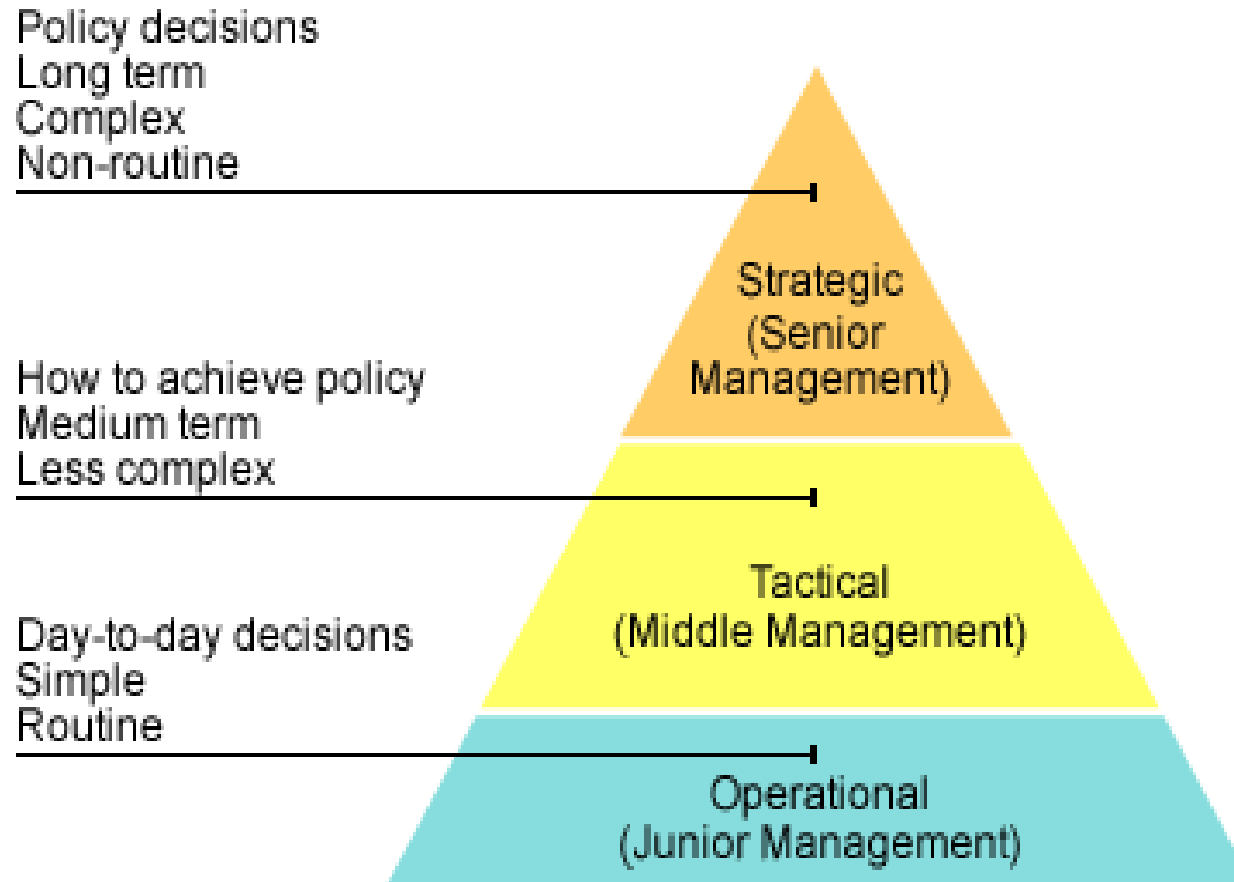 Policy decisions
Long term
Complex
Non-routine
Strategic
(Senior
Management)
How to achieve policy
Medium term
Less complex
Tactical
(Middle Management)
Day-to-day decisions
Simple
Routine
Operational
(Junior Management)